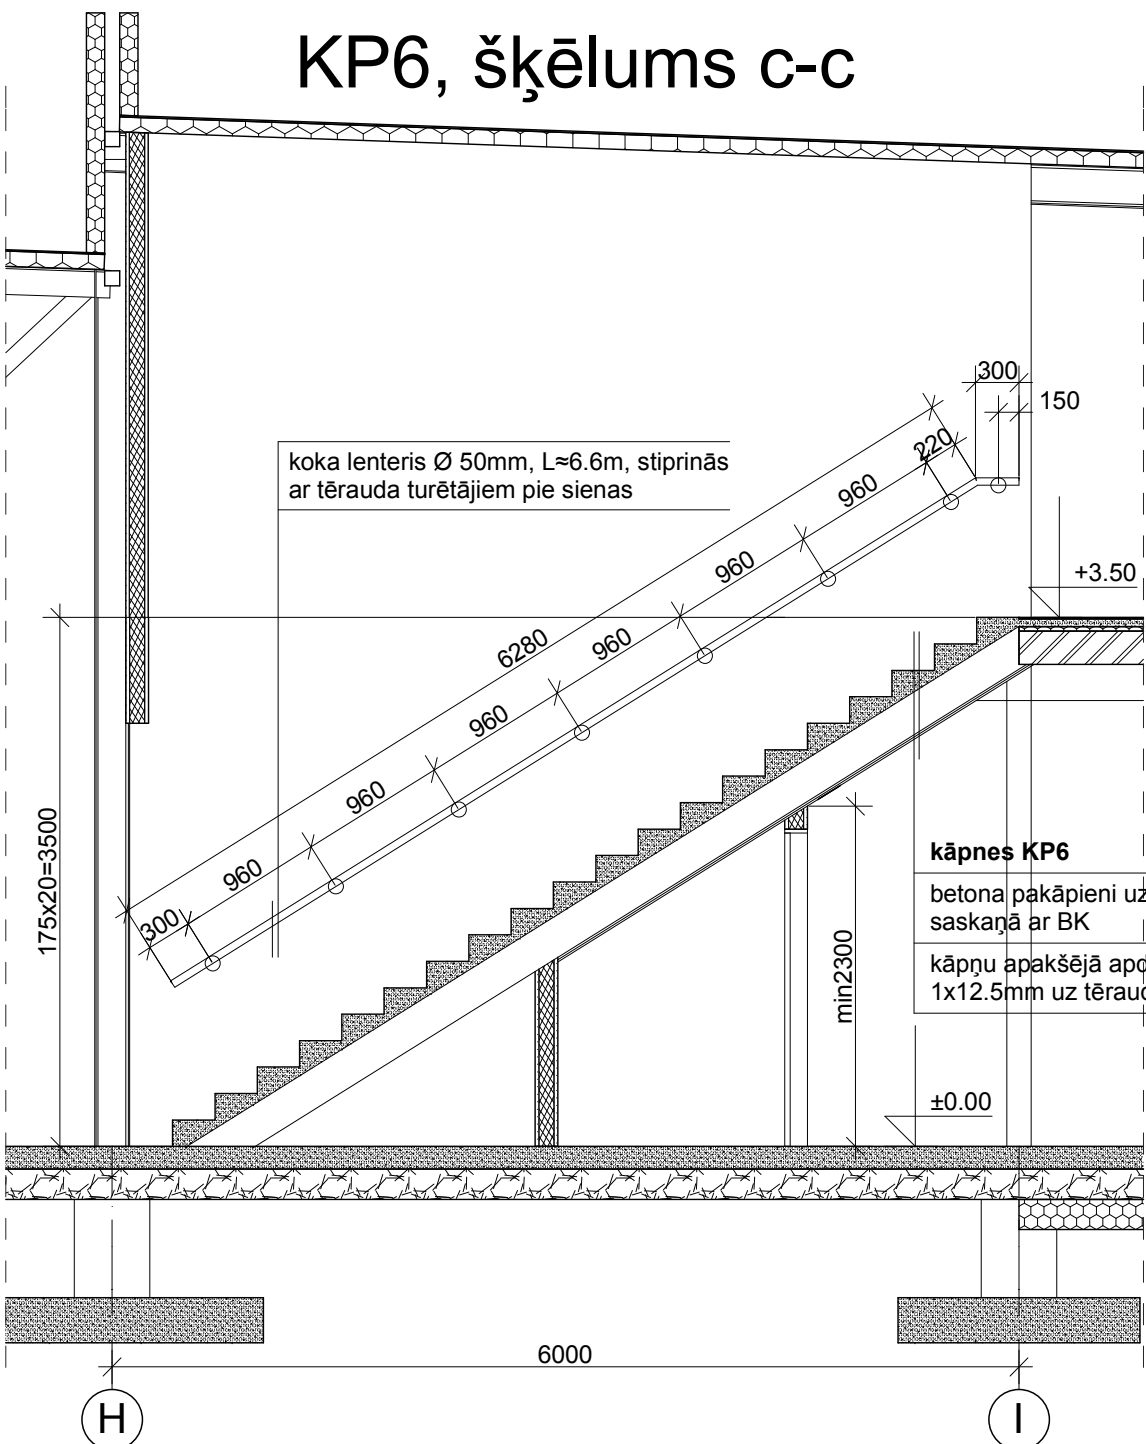 KP6, šķēlums c-c
300
150
220
koka lenteris Ø 50mm, L≈6.6m, stiprinās
ar tērauda turētājiem pie sienas
960
+3.50
960
6280
960
960
960
960
300
175x20=3500
min2300
kāpnes KP6
betona pakāpieni uz
saskaņā ar BK
kāpņu apakšējā apd
1x12.5mm uz tēraud
±0.00
6000
H
I